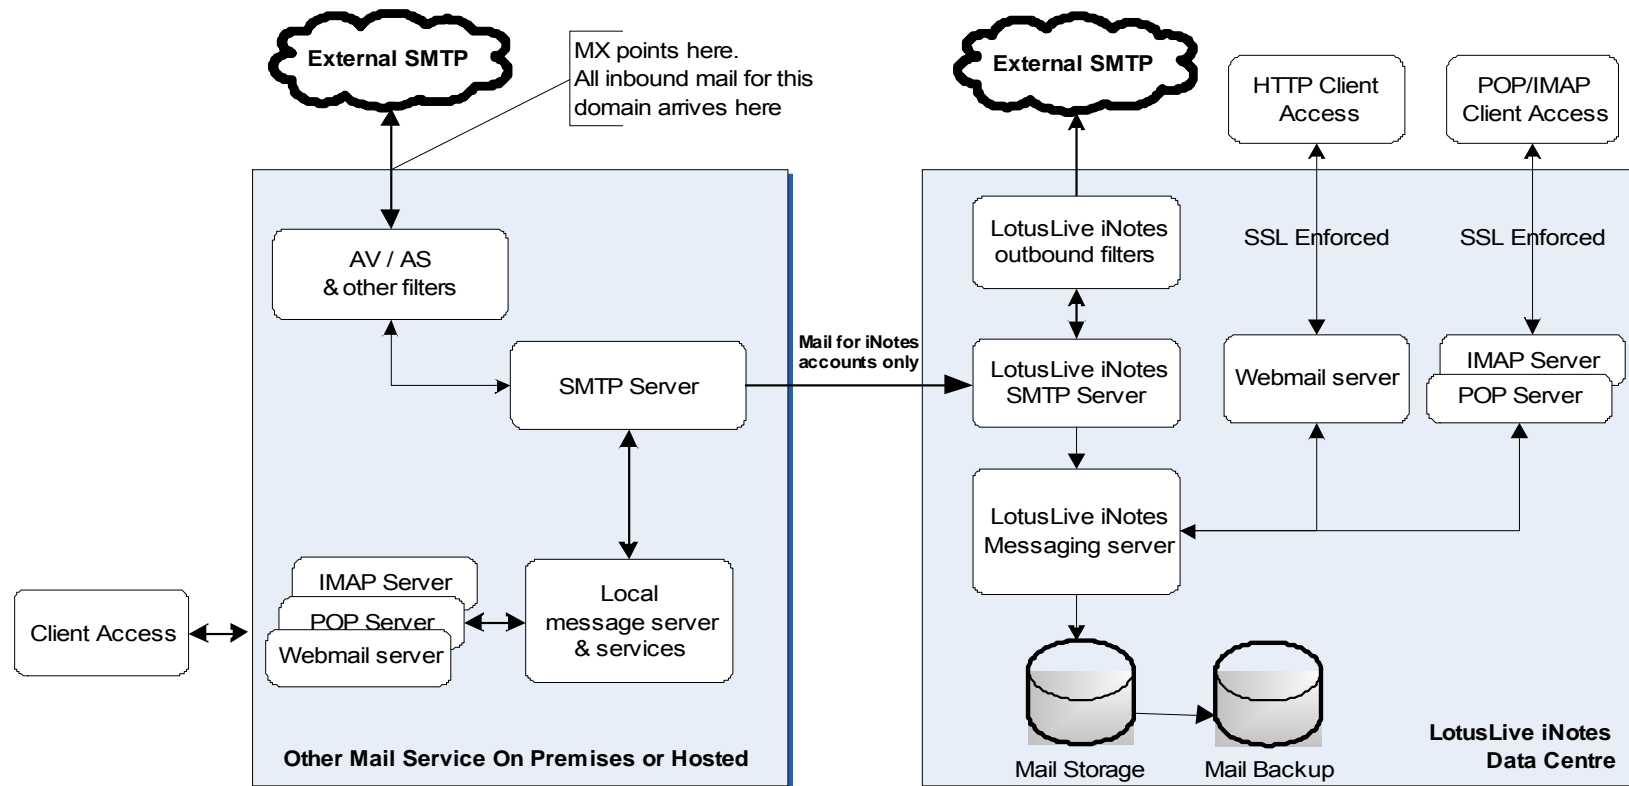 External SMTP
MX points here.
All inbound mail for this
domain arrives here
External SMTP
HTTP Client
Access
POP/IMAP
Client Access
AV / AS
& other filters
LotusLive iNotes
outbound filters
SSL Enforced
SSL Enforced
SMTP Server
Mail for iNotes
accounts only
LotusLive iNotes
SMTP Server
Webmail server
IMAP Server
POP Server
LotusLive iNotes
Messaging server
Client Access
IMAP Server
POP Server
Webmail server
Local
message server
& services
Other Mail Service On Premises or Hosted
Mail Storage
Mail Backup
LotusLive iNotes
Data Centre